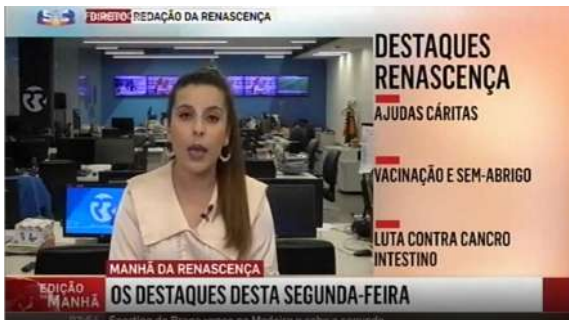 SIC
DIRETO REDAÇÃO DA RENASCENÇA
DESTAQUES
RENASCENÇA
AJUDAS CÁRITAS
VACINAÇÃO E SEM-ABRIGO
LUTA CONTRA CANCRO
INTESTINO
MANHÃ DA RENASCENÇA
EDIÇÃO
DA MANHÃ
OS DESTAQUES DESTA SEGUNDA-FEIRA